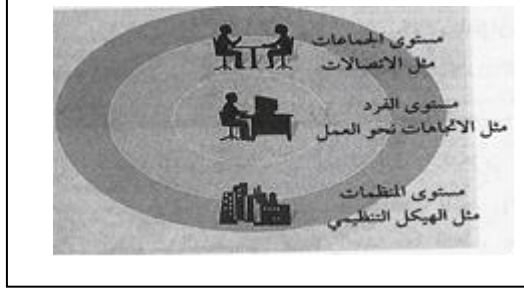 مستوى الجماعات
مثل الاتصالات
مستوى الفرد
مثل الاتجاهات نحو العمل
مستوى المنظمات
مثل الهيكل التنظيمي